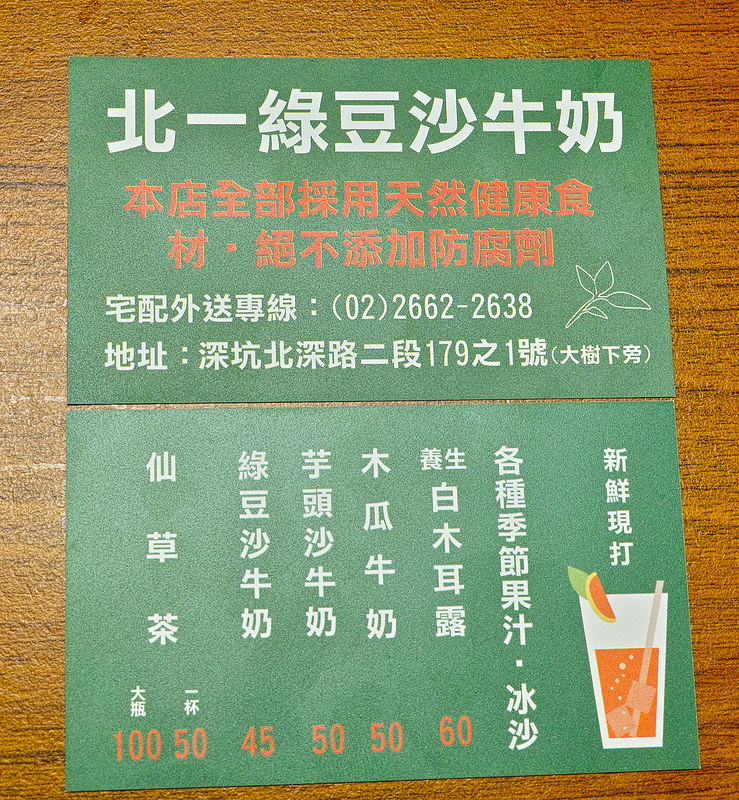 北一綠豆沙牛奶
本店全部採用天然健康食
材・絕不添加防腐劑
宅配外送專線：(02)2662-2638
地址：深坑北深路二段179之1號(大樹下旁)
新鮮現打
各種季節果汁・冰沙
養生白木耳露
60
木瓜牛奶
50
芋頭沙牛奶
50
綠豆沙牛奶
45
仙草茶
一杯
50
大瓶
100